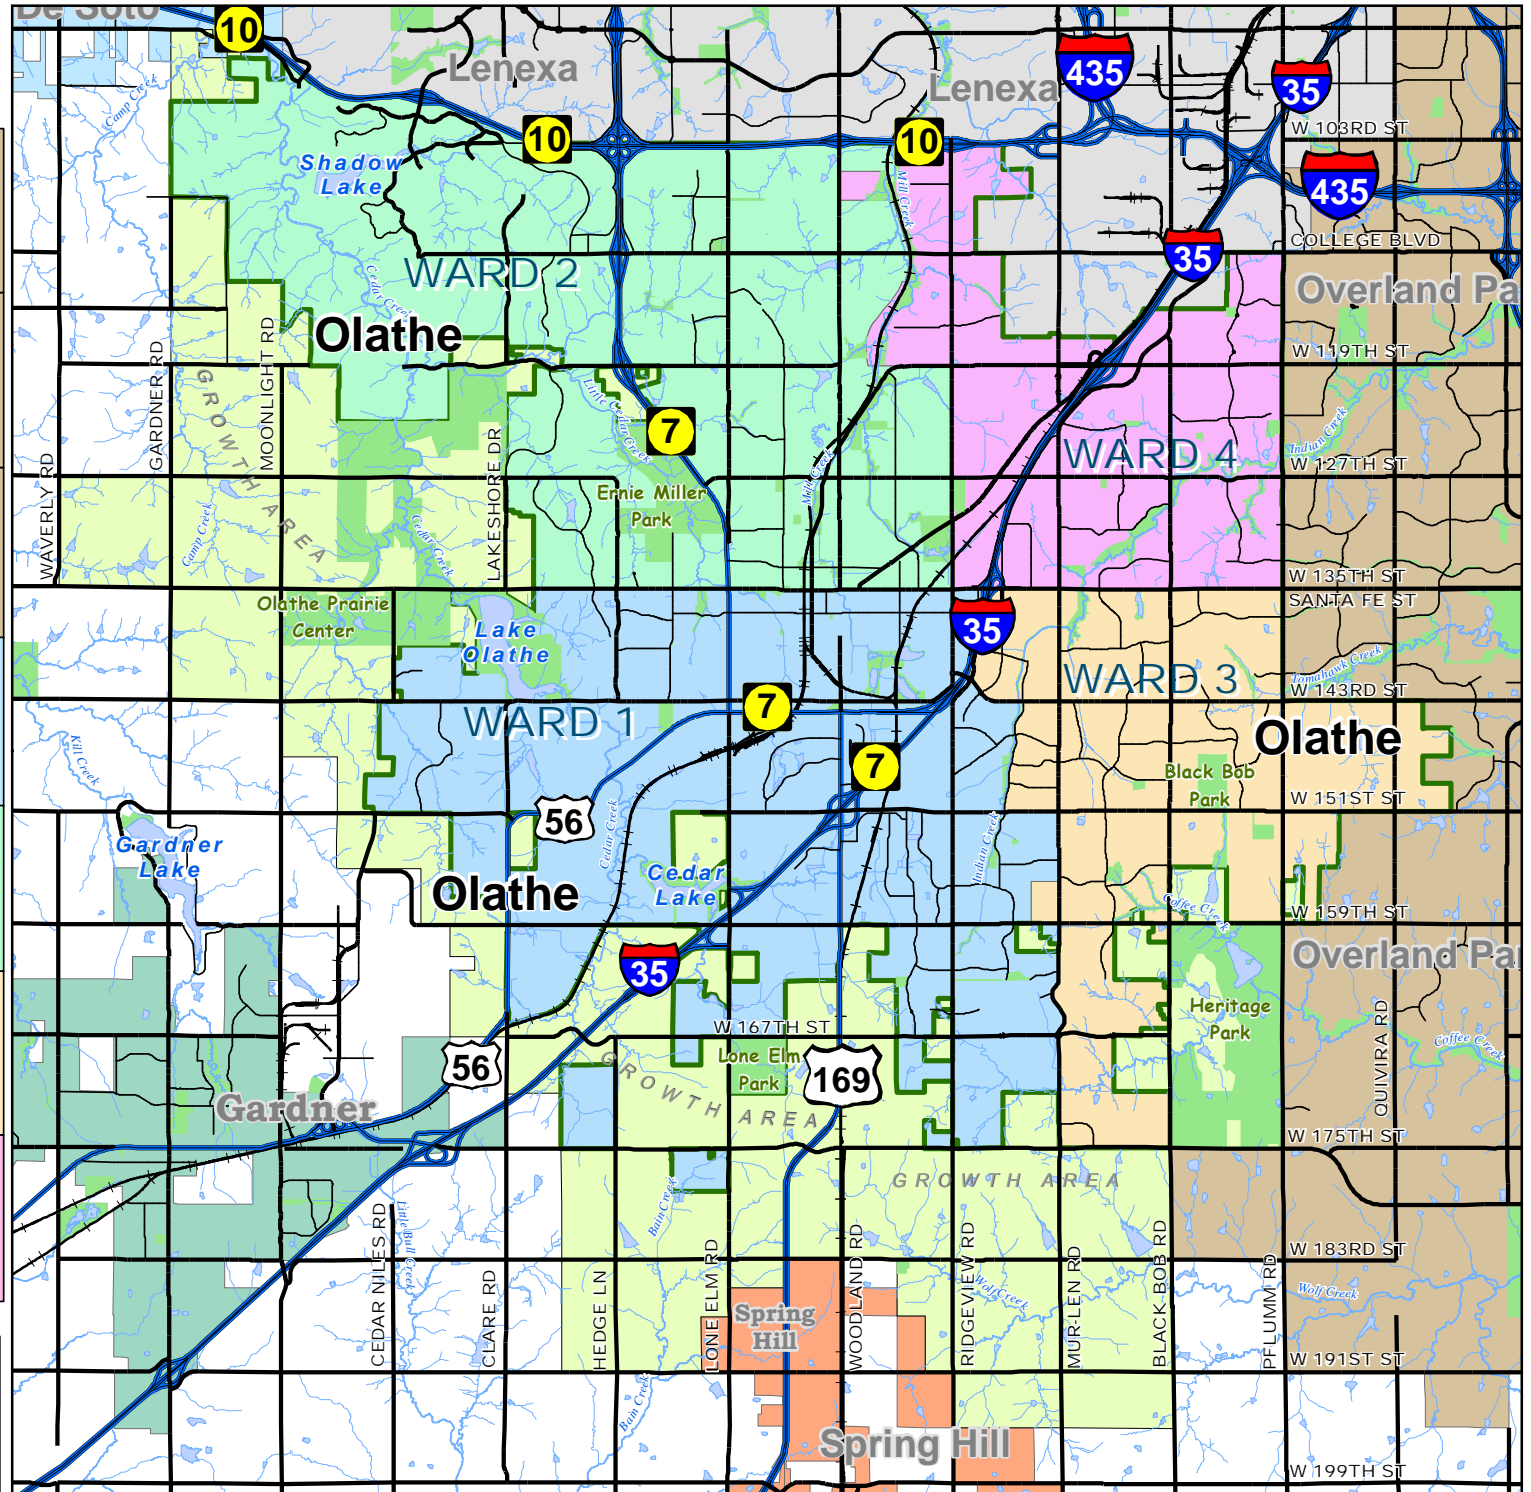 De Soto
10
Lenexa
Lenexa
435
35
Camp Creek
10
10
W 103RD ST
Shadow
Lake
Mill Creek
435
COLLEGE BLVD
35
WARD 2
Cedar Creek
Overland Pa
Olathe
W 119TH ST
GARDNER RD
MOONLIGHT RD
GROWTH AREA
Little Cedar Creek
7
Indian Creek
WARD 4
W 127TH ST
WAVERLY RD
LAKESHORE DR
Mill Creek
Ernie Miller
Park
Camp Creek
Cedar Creek
W 135TH ST
SANTA FE ST
Olathe Prairie
Center
Lake
Olathe
35
Tomahawk Creek
WARD 3
W 143RD ST
7
WARD 1
Olathe
Kill Creek
7
Black Bob
Park
W 151ST ST
56
Cedar Creek
Indian Creek
Gardner
Lake
Cedar
Lake
Olathe
Coffee Creek
W 159TH ST
35
Overland Pa
Heritage
Park
W 167TH ST
QUIVIRA RD
Coffee Creek
56
GROWTH AREA
Lone Elm
Park
169
Gardner
W 175TH ST
GROWTH AREA
Bain Creek
Little Bull Creek
CEDAR NILES RD
CLARE RD
HEDGE LN
LONE ELM RD
WOODLAND RD
RIDGEVIEW RD
MUR-LEN RD
BLACK BOB RD
PFLUMM RD
W 183RD ST
Wolf Creek
Wolf Creek
Spring
Hill
W 191ST ST
Bain Creek
Spring Hill
W 199TH ST